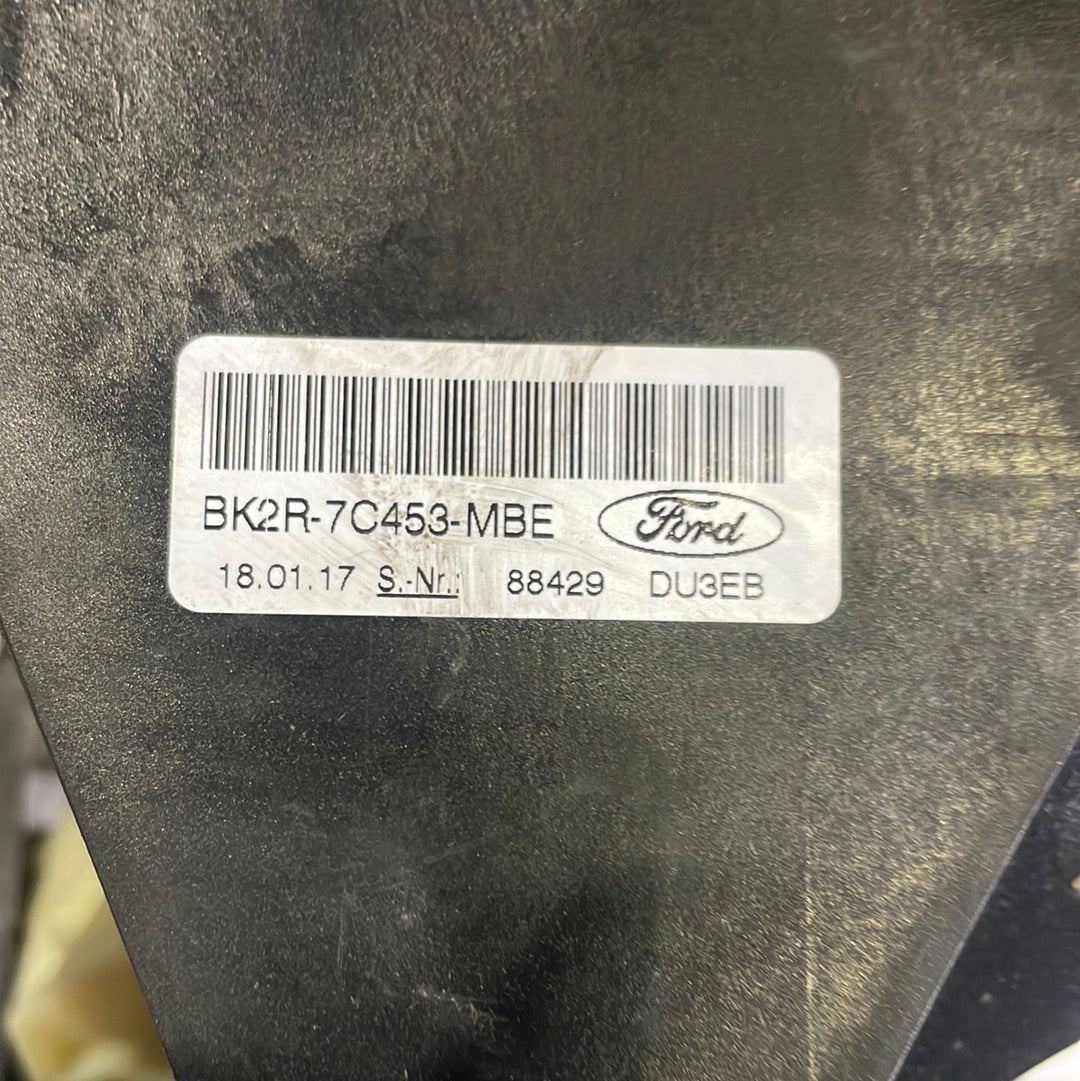 BK2R-7C453-MBE Ford
18.01.17 S.-Nr.: 88429 DU3EB